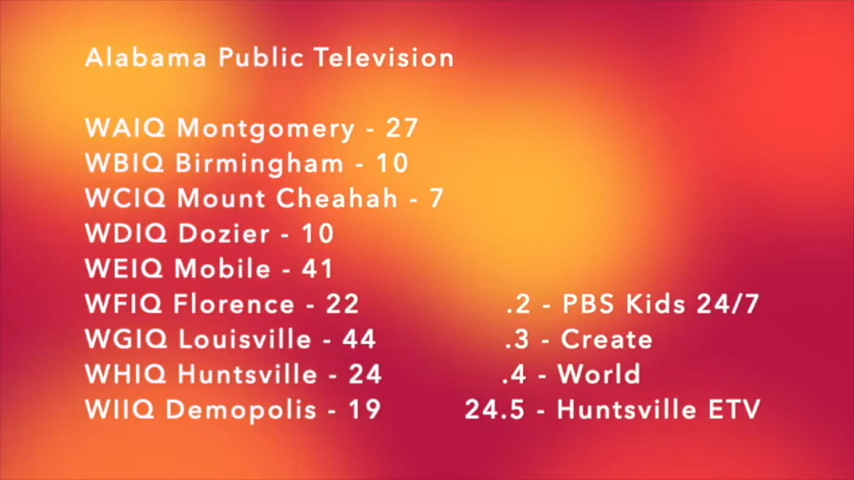 Alabama Public Television
WAIQ Montgomery - 27
WBIQ Birmingham - 10
WCIQ Mount Cheahah - 7
WDIQ Dozier - 10
WEIQ Mobile - 41
WFIQ Florence - 22 .2 - PBS Kids 24/7
WGIQ Louisville - 44 .3 - Create
WHIQ Huntsville - 24 .4 - World
WIIQ Demopolis - 19 24.5 - Huntsville ETV